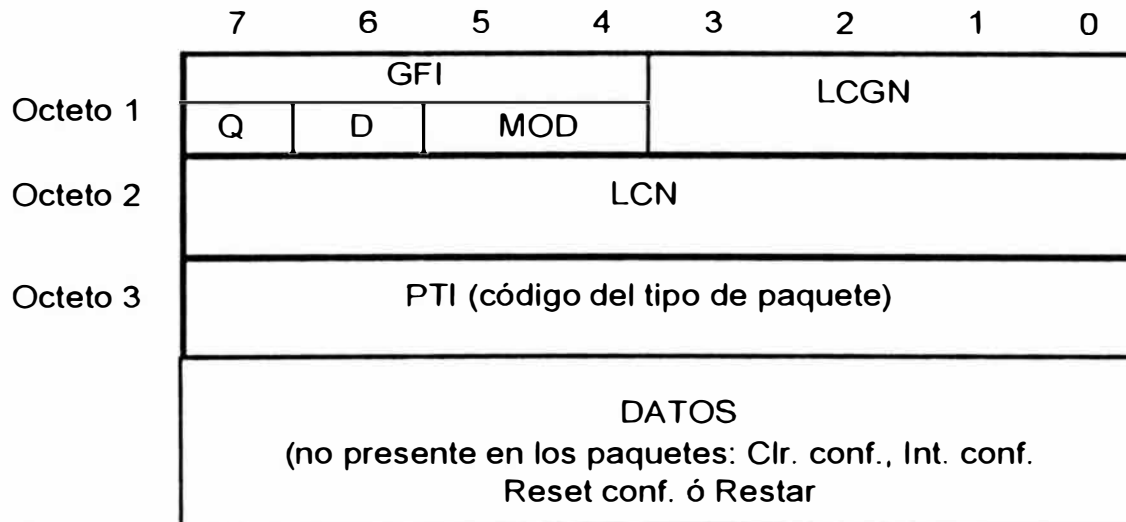 7 6 5 4 3 2 1 0
Octeto 1
GFI
LCGN
Q D MOD
Octeto 2
LCN
Octeto 3
PTI (código del tipo de paquete)
DATOS
(no presente en los paquetes: Clr. conf., Int. conf.
Reset conf. ó Restar